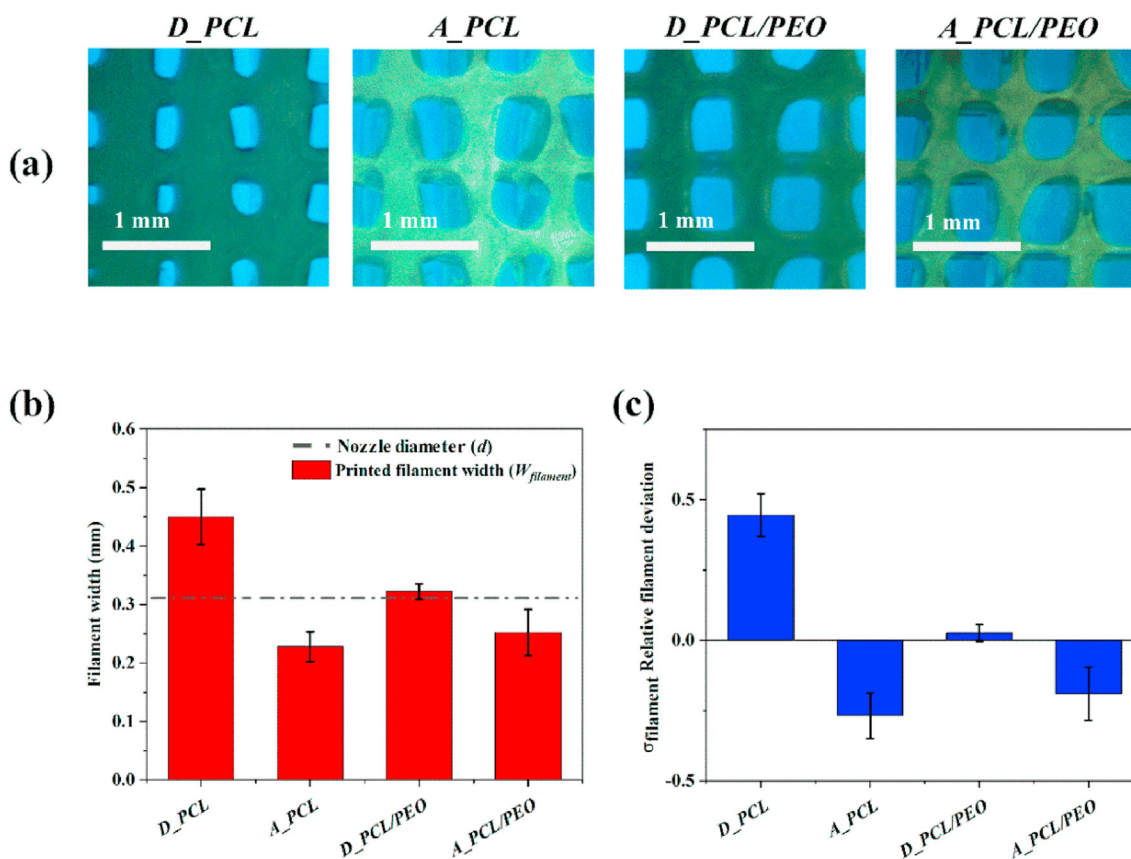 D_PCL A_PCL D_PCL/PEO A_PCL/PEO
(a)
1 mm 1 mm 1 mm 1 mm
(b)
Filament width (mm)
0.6
0.5
0.4
0.3
0.2
0.1
0.0
Nozzle diameter (d)
Printed filament width (W_filament)
D_PCL A_PCL D_PCL/PEO A_PCL/PEO
(c)
σfilament Relative filament deviation
0.5
0.0
-0.5
D_PCL A_PCL D_PCL/PEO A_PCL/PEO